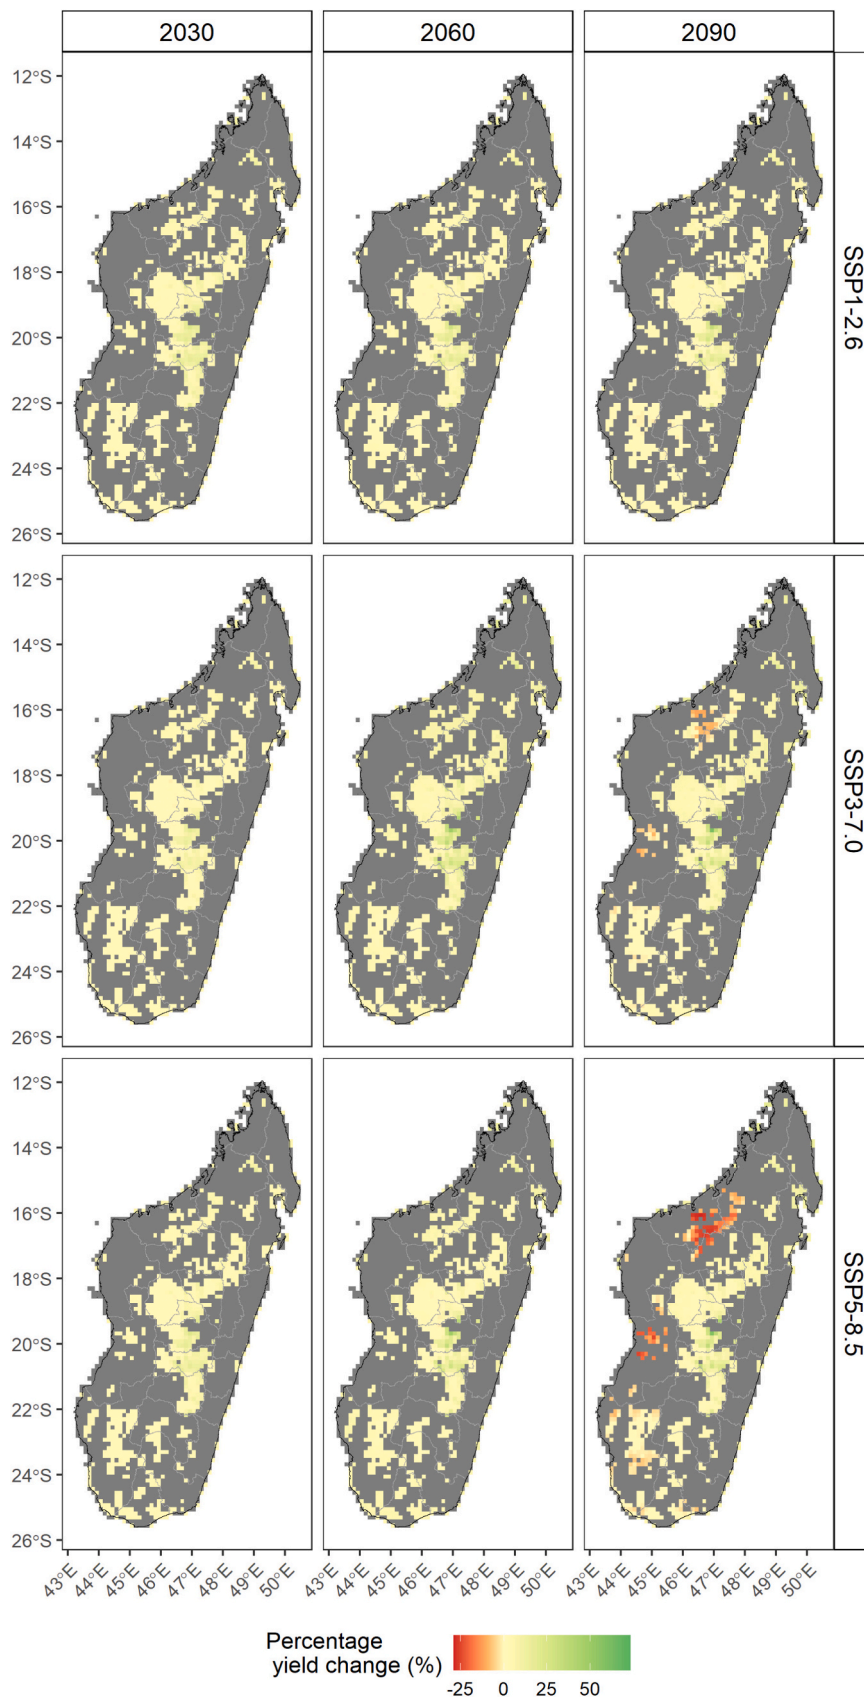 2030 2060 2090
12°S
14°S
16°S
18°S
20°S
22°S
24°S
26°S
SSP1-2.6
12°S
14°S
16°S
18°S
20°S
22°S
24°S
26°S
SSP3-7.0
12°S
14°S
16°S
18°S
20°S
22°S
24°S
26°S
SSP5-8.5
43°E 44°E 45°E 46°E 47°E 48°E 49°E 50°E 43°E 44°E 45°E 46°E 47°E 48°E 49°E 50°E 43°E 44°E 45°E 46°E 47°E 48°E 49°E 50°E
Percentage
yield change (%)
-25 0 25 50